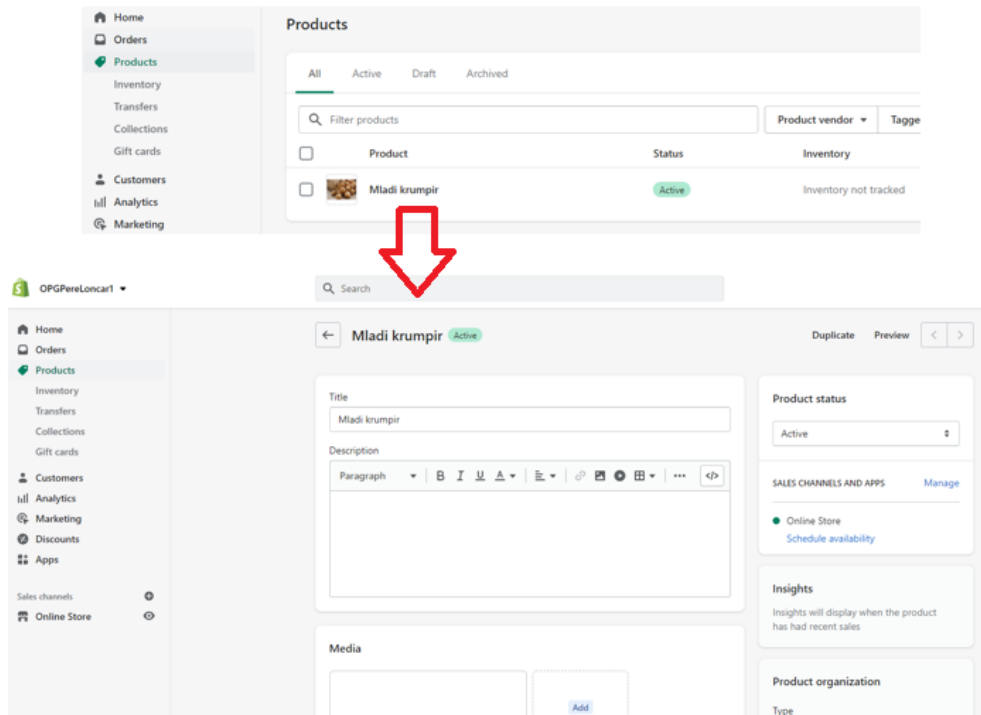 Home
Orders
Products
Inventory
Transfers
Collections
Gift cards
Customers
Analytics
Marketing
Products
All Active Draft Archived
Filter products
Product vendor Tagge
Product Status Inventory
Mladi krumpir Active Inventory not tracked
OPGPereLoncar1
Search
Home
Orders
Products
Inventory
Transfers
Collections
Gift cards
Customers
Analytics
Marketing
Discounts
Apps
Sales channels
Online Store
Mladi krumpir Active
Duplicate Preview
Title
Mladi krumpir
Description
Paragraph B I U A
Media
Add
Product status
Active
SALES CHANNELS AND APPS Manage
Online Store
Schedule availability
Insights
Insights will display when the product
has had recent sales
Product organization
Type